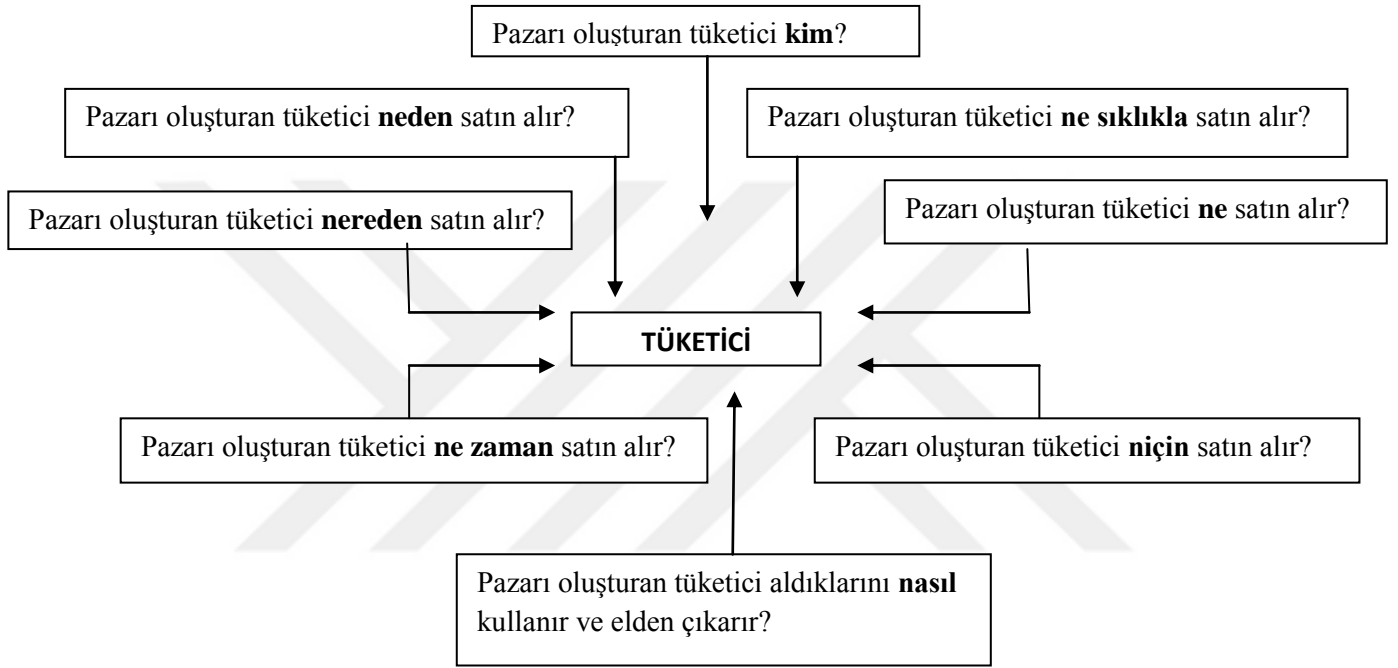 Pazarı oluşturan tüketici kim?
Pazarı oluşturan tüketici neden satın alır?
Pazarı oluşturan tüketici ne sıklıkla satın alır?
Pazarı oluşturan tüketici nereden satın alır?
Pazarı oluşturan tüketici ne satın alır?
TÜKETİCİ
Pazarı oluşturan tüketici ne zaman satın alır?
Pazarı oluşturan tüketici niçin satın alır?
Pazarı oluşturan tüketici aldıklarını nasıl
kullanır ve elden çıkarır?